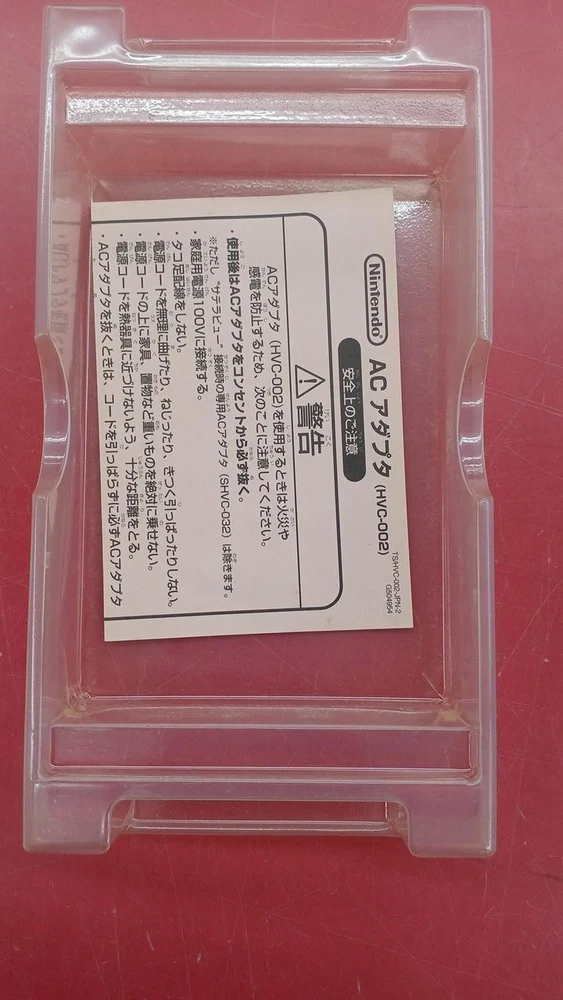 Nintendo® ACアダプタ(HVC-002)
TS/HVC-002-JPN-2
G504954
安全上のご注意
⚠警告
ACアダプタ(HVC-002)を使用するときは火災や
感電を防止するため、次のことに注意してください。
・使用後はACアダプタをコンセントから必ず抜く。
※ただし“サテラビュー”接続時の専用ACアダプタ(SHVC-032)は除きます。
・家庭用電源100Vに接続する。
・タコ足配線をしない。
・電源コードを無理に曲げたり、ねじったり、きつく引っぱったりしない。
・電源コードの上に家具、置物など重いものを絶対に乗せない。
・電源コードを熱器具に近づけないよう、十分な距離をとる。
・ACアダプタを抜くときは、コードを引っぱらずに必ずACアダプタ